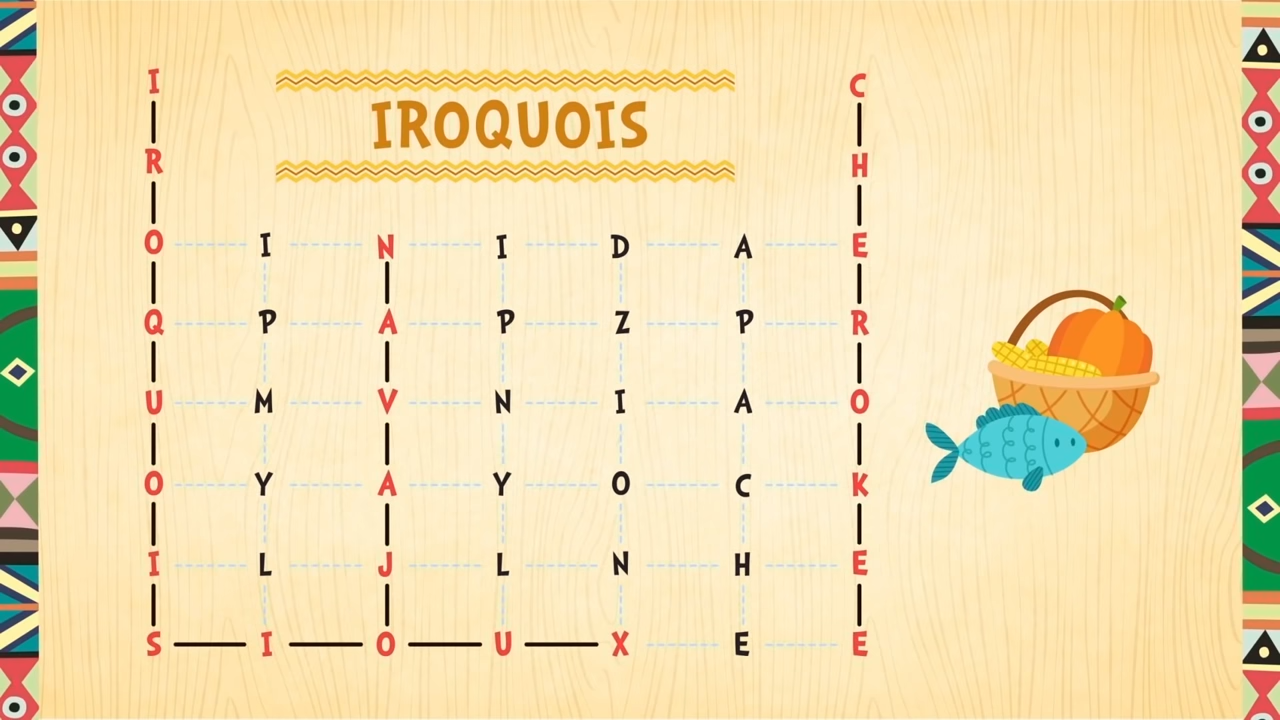 I C
IROQUOIS
R H
O I N I D A E
Q P A P Z P R
U M V N I A O
O Y A Y O C K
I L J L N H E
S I O U X E E